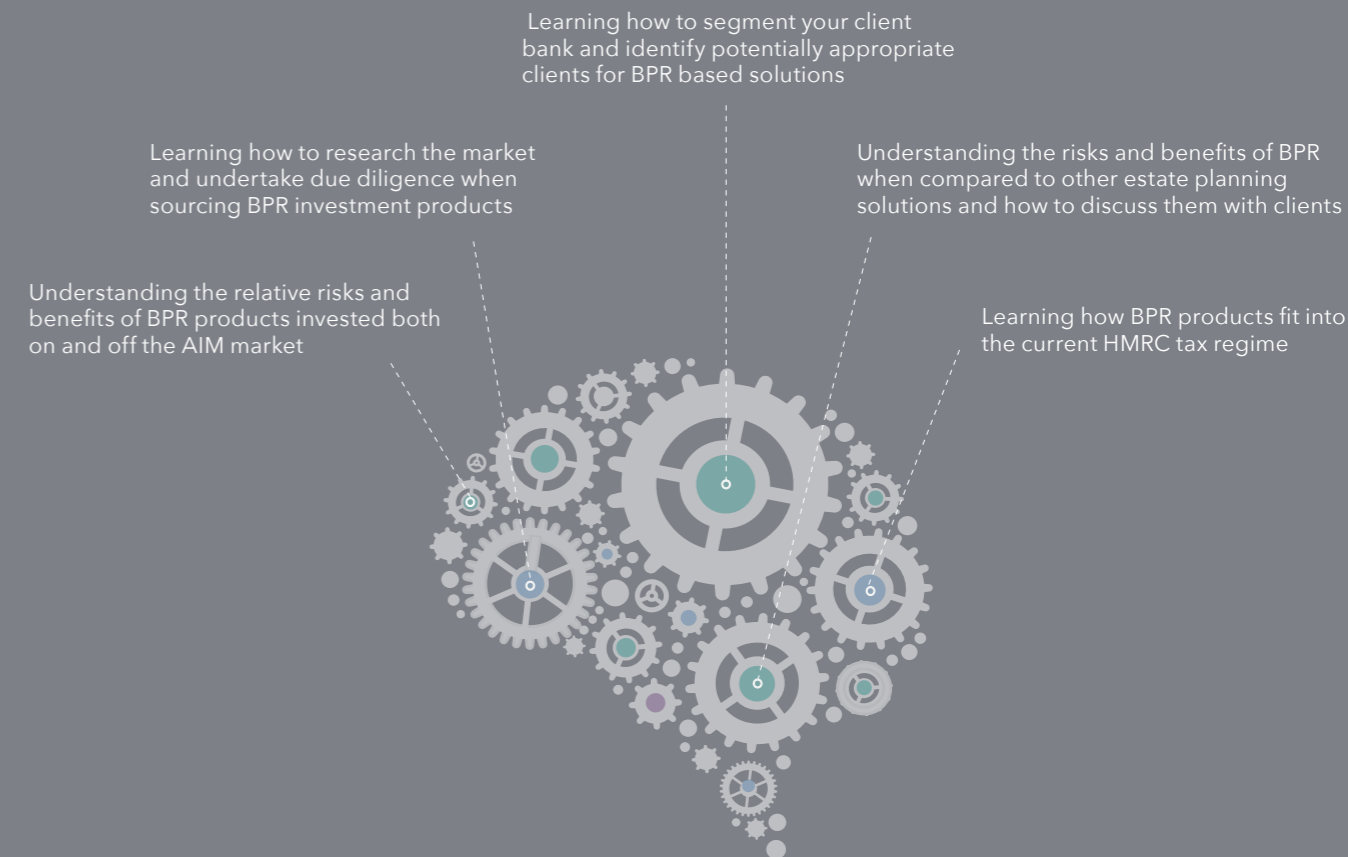 Learning how to segment your client
bank and identify potentially appropriate
clients for BPR based solutions
Learning how to research the market
and undertake due diligence when
sourcing BPR investment products
Understanding the risks and benefits of BPR
when compared to other estate planning
solutions and how to discuss them with clients
Understanding the relative risks and
benefits of BPR products invested both
on and off the AIM market
Learning how BPR products fit into
the current HMRC tax regime